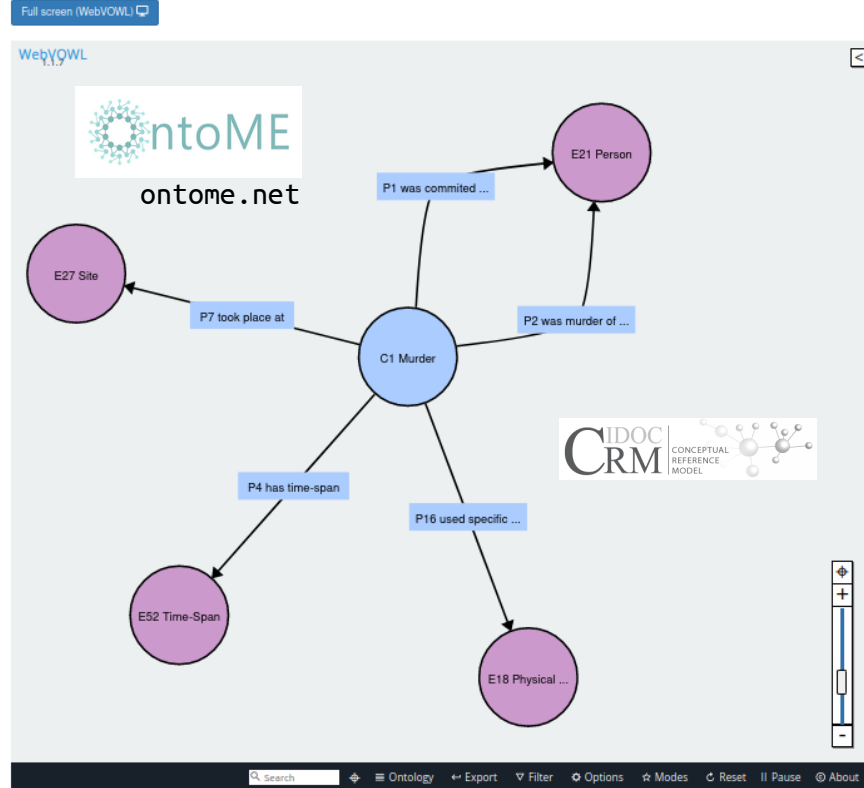 Full screen (WebVOWL)
WebVOWL
1.1.7
<
OntoME
ontome.net
E21 Person
P1 was commited ...
E27 Site
P7 took place at
P2 was murder of ...
C1 Murder
CIDOC
CRM
CONCEPTUAL
REFERENCE
MODEL
P4 has time-span
P16 used specific ...
E52 Time-Span
E18 Physical ...
+
-
Search
Ontology
Export
Filter
Options
Modes
Reset
Pause
About